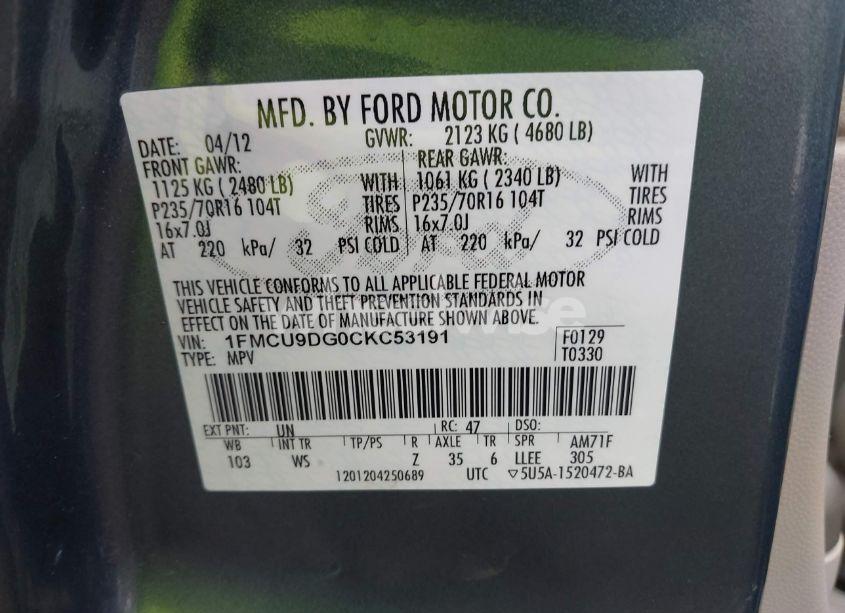 MFD. BY FORD MOTOR CO.
DATE: 04/12 GVWR: 2123 KG ( 4680 LB)
FRONT GAWR: REAR GAWR:
1125 KG ( 2480 LB) WITH 1061 KG ( 2340 LB) WITH
P235/70R16 104T TIRES P235/70R16 104T TIRES
16x7.0J RIMS 16x7.0J RIMS
AT 220 kPa/ 32 PSI COLD AT 220 kPa/ 32 PSI COLD
THIS VEHICLE CONFORMS TO ALL APPLICABLE FEDERAL MOTOR
VEHICLE SAFETY AND THEFT PREVENTION STANDARDS IN
EFFECT ON THE DATE OF MANUFACTURE SHOWN ABOVE.
VIN: 1FMCU9DG0CKC53191 F0129
TYPE: MPV T0330
EXT PNT: UN RC: 47 DSO:
WB INT TR TP/PS R AXLE TR SPR AM71F
103 WS Z 35 6 LLEE 305
1201204250689 UTC ▽5U5A-1520472-BA